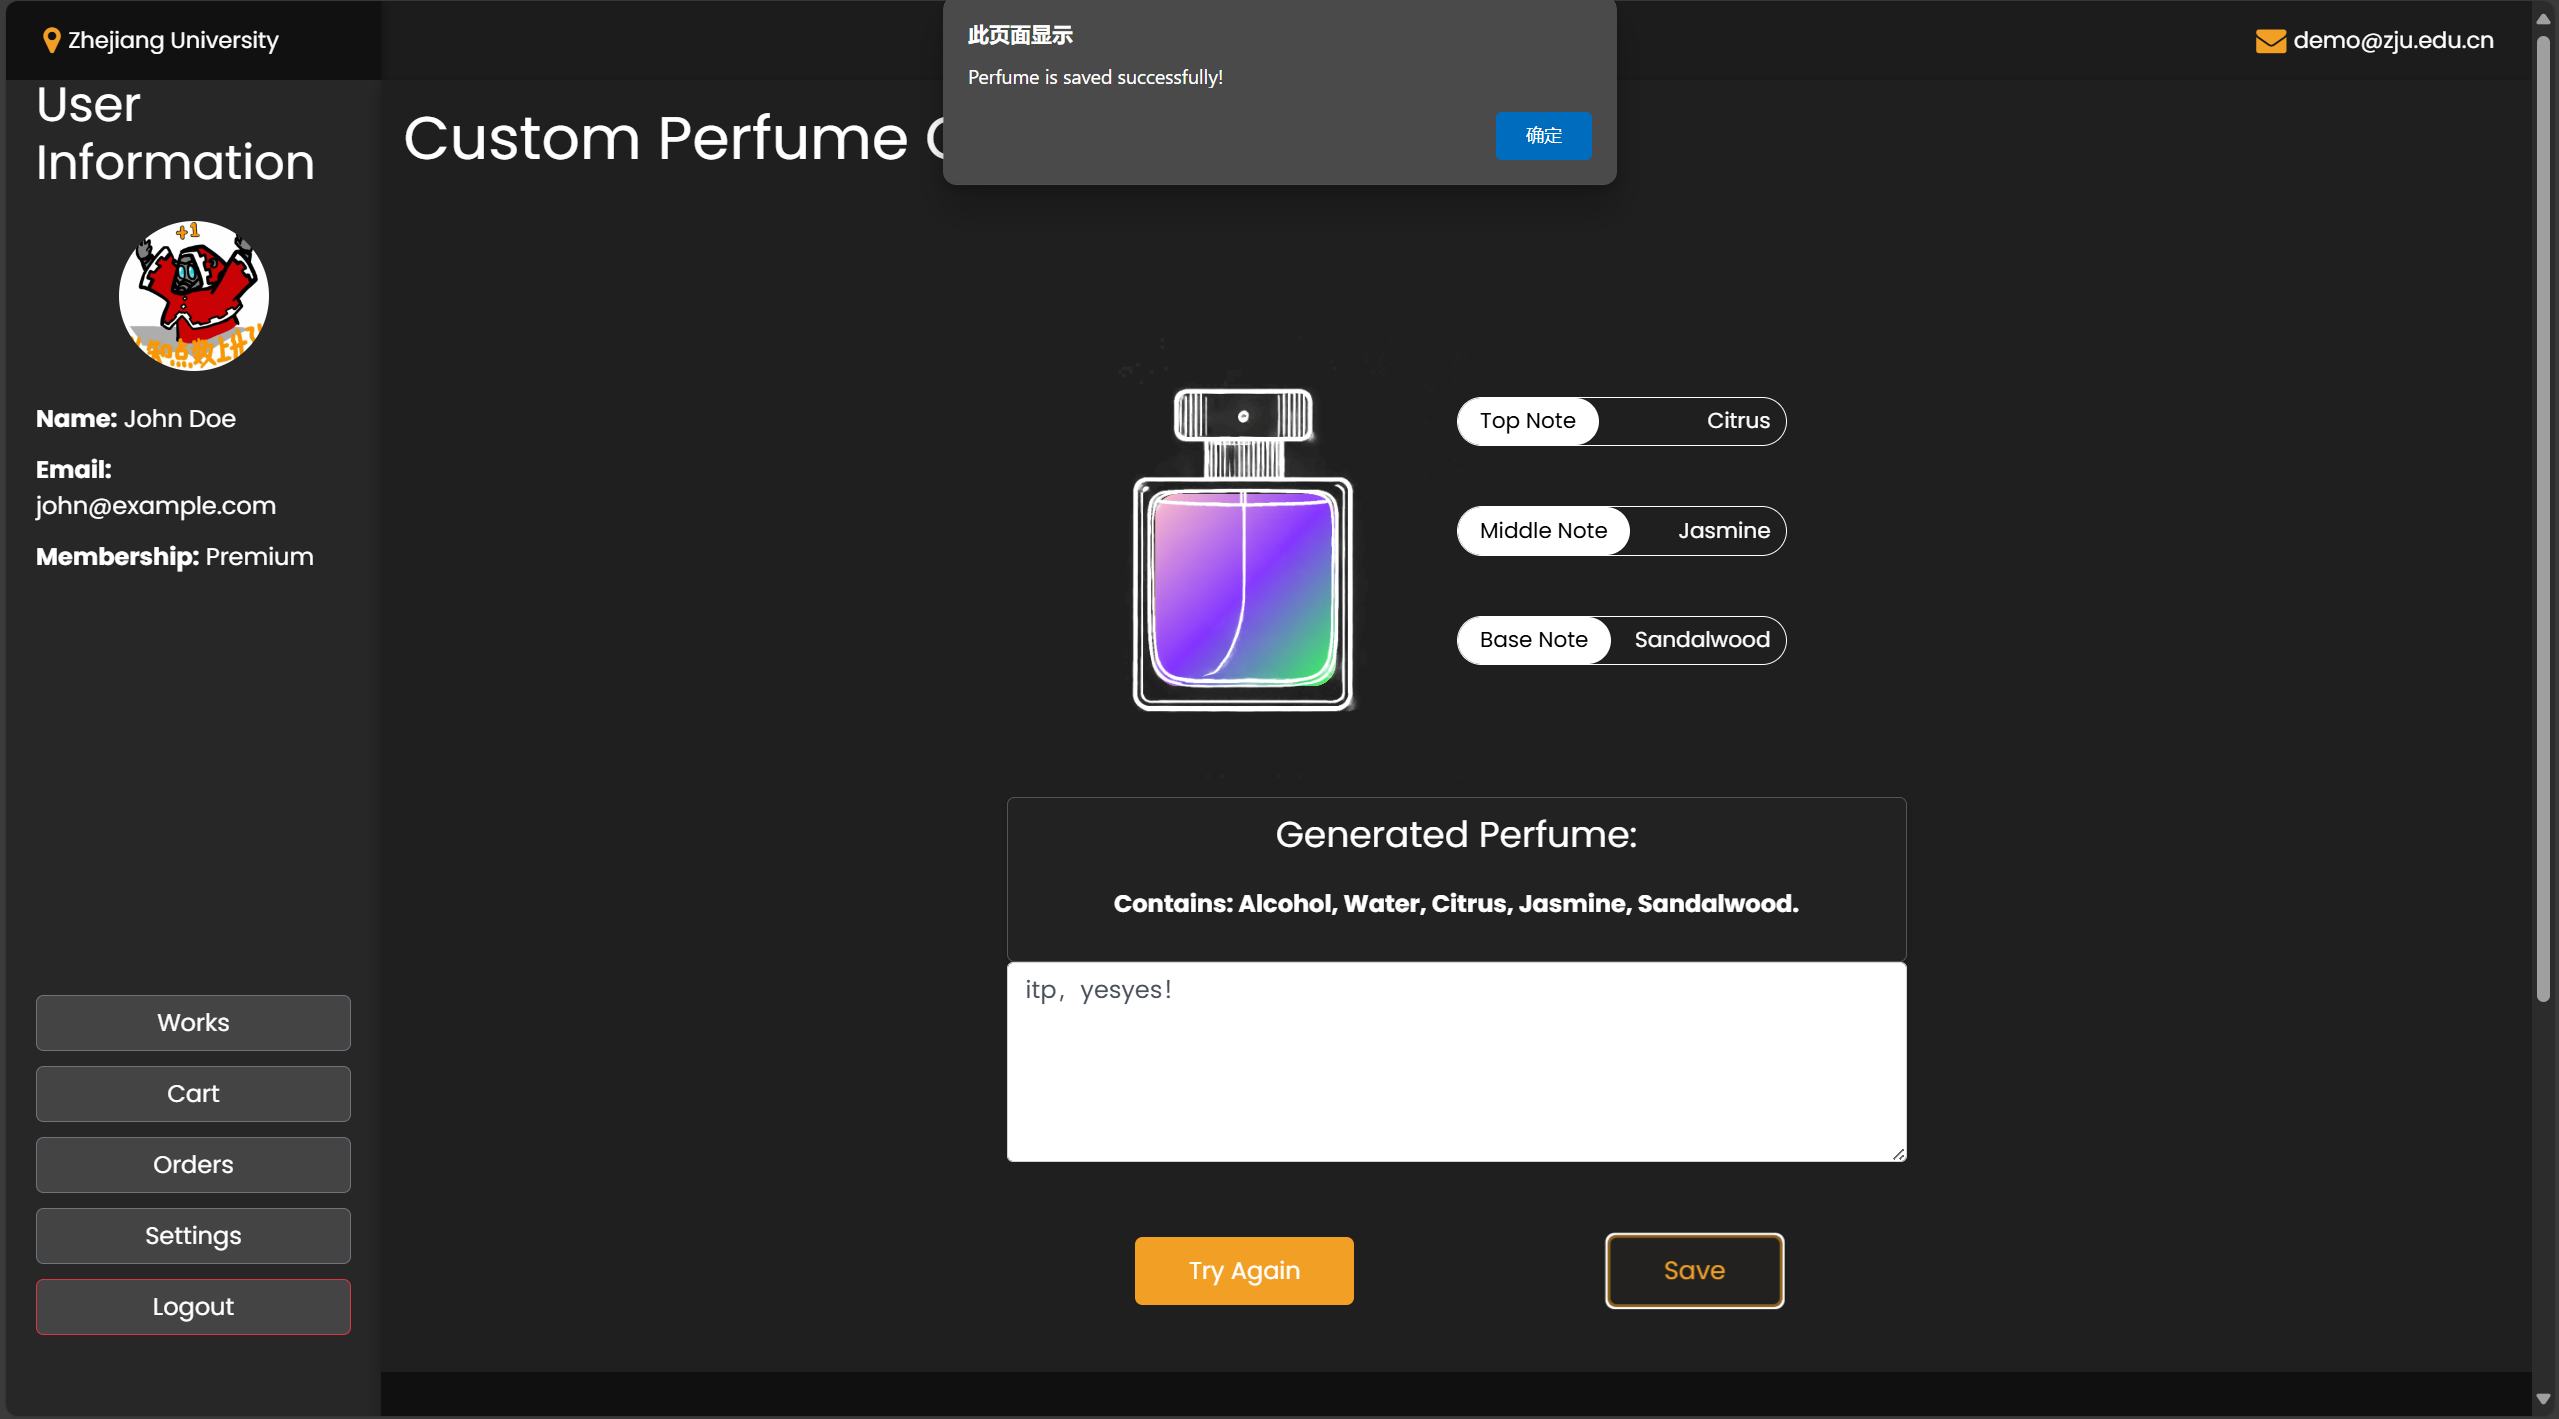 Zhejiang University
demo@zju.edu.cn
此页面显示
Perfume is saved successfully!
确定
User
Information
+1
Name: John Doe
Email:
john@example.com
Membership: Premium
Works
Cart
Orders
Settings
Logout
Custom Perfume
Top Note Citrus
Middle Note Jasmine
Base Note Sandalwood
Generated Perfume:
Contains: Alcohol, Water, Citrus, Jasmine, Sandalwood.
itp，yesyes！
Try Again
Save